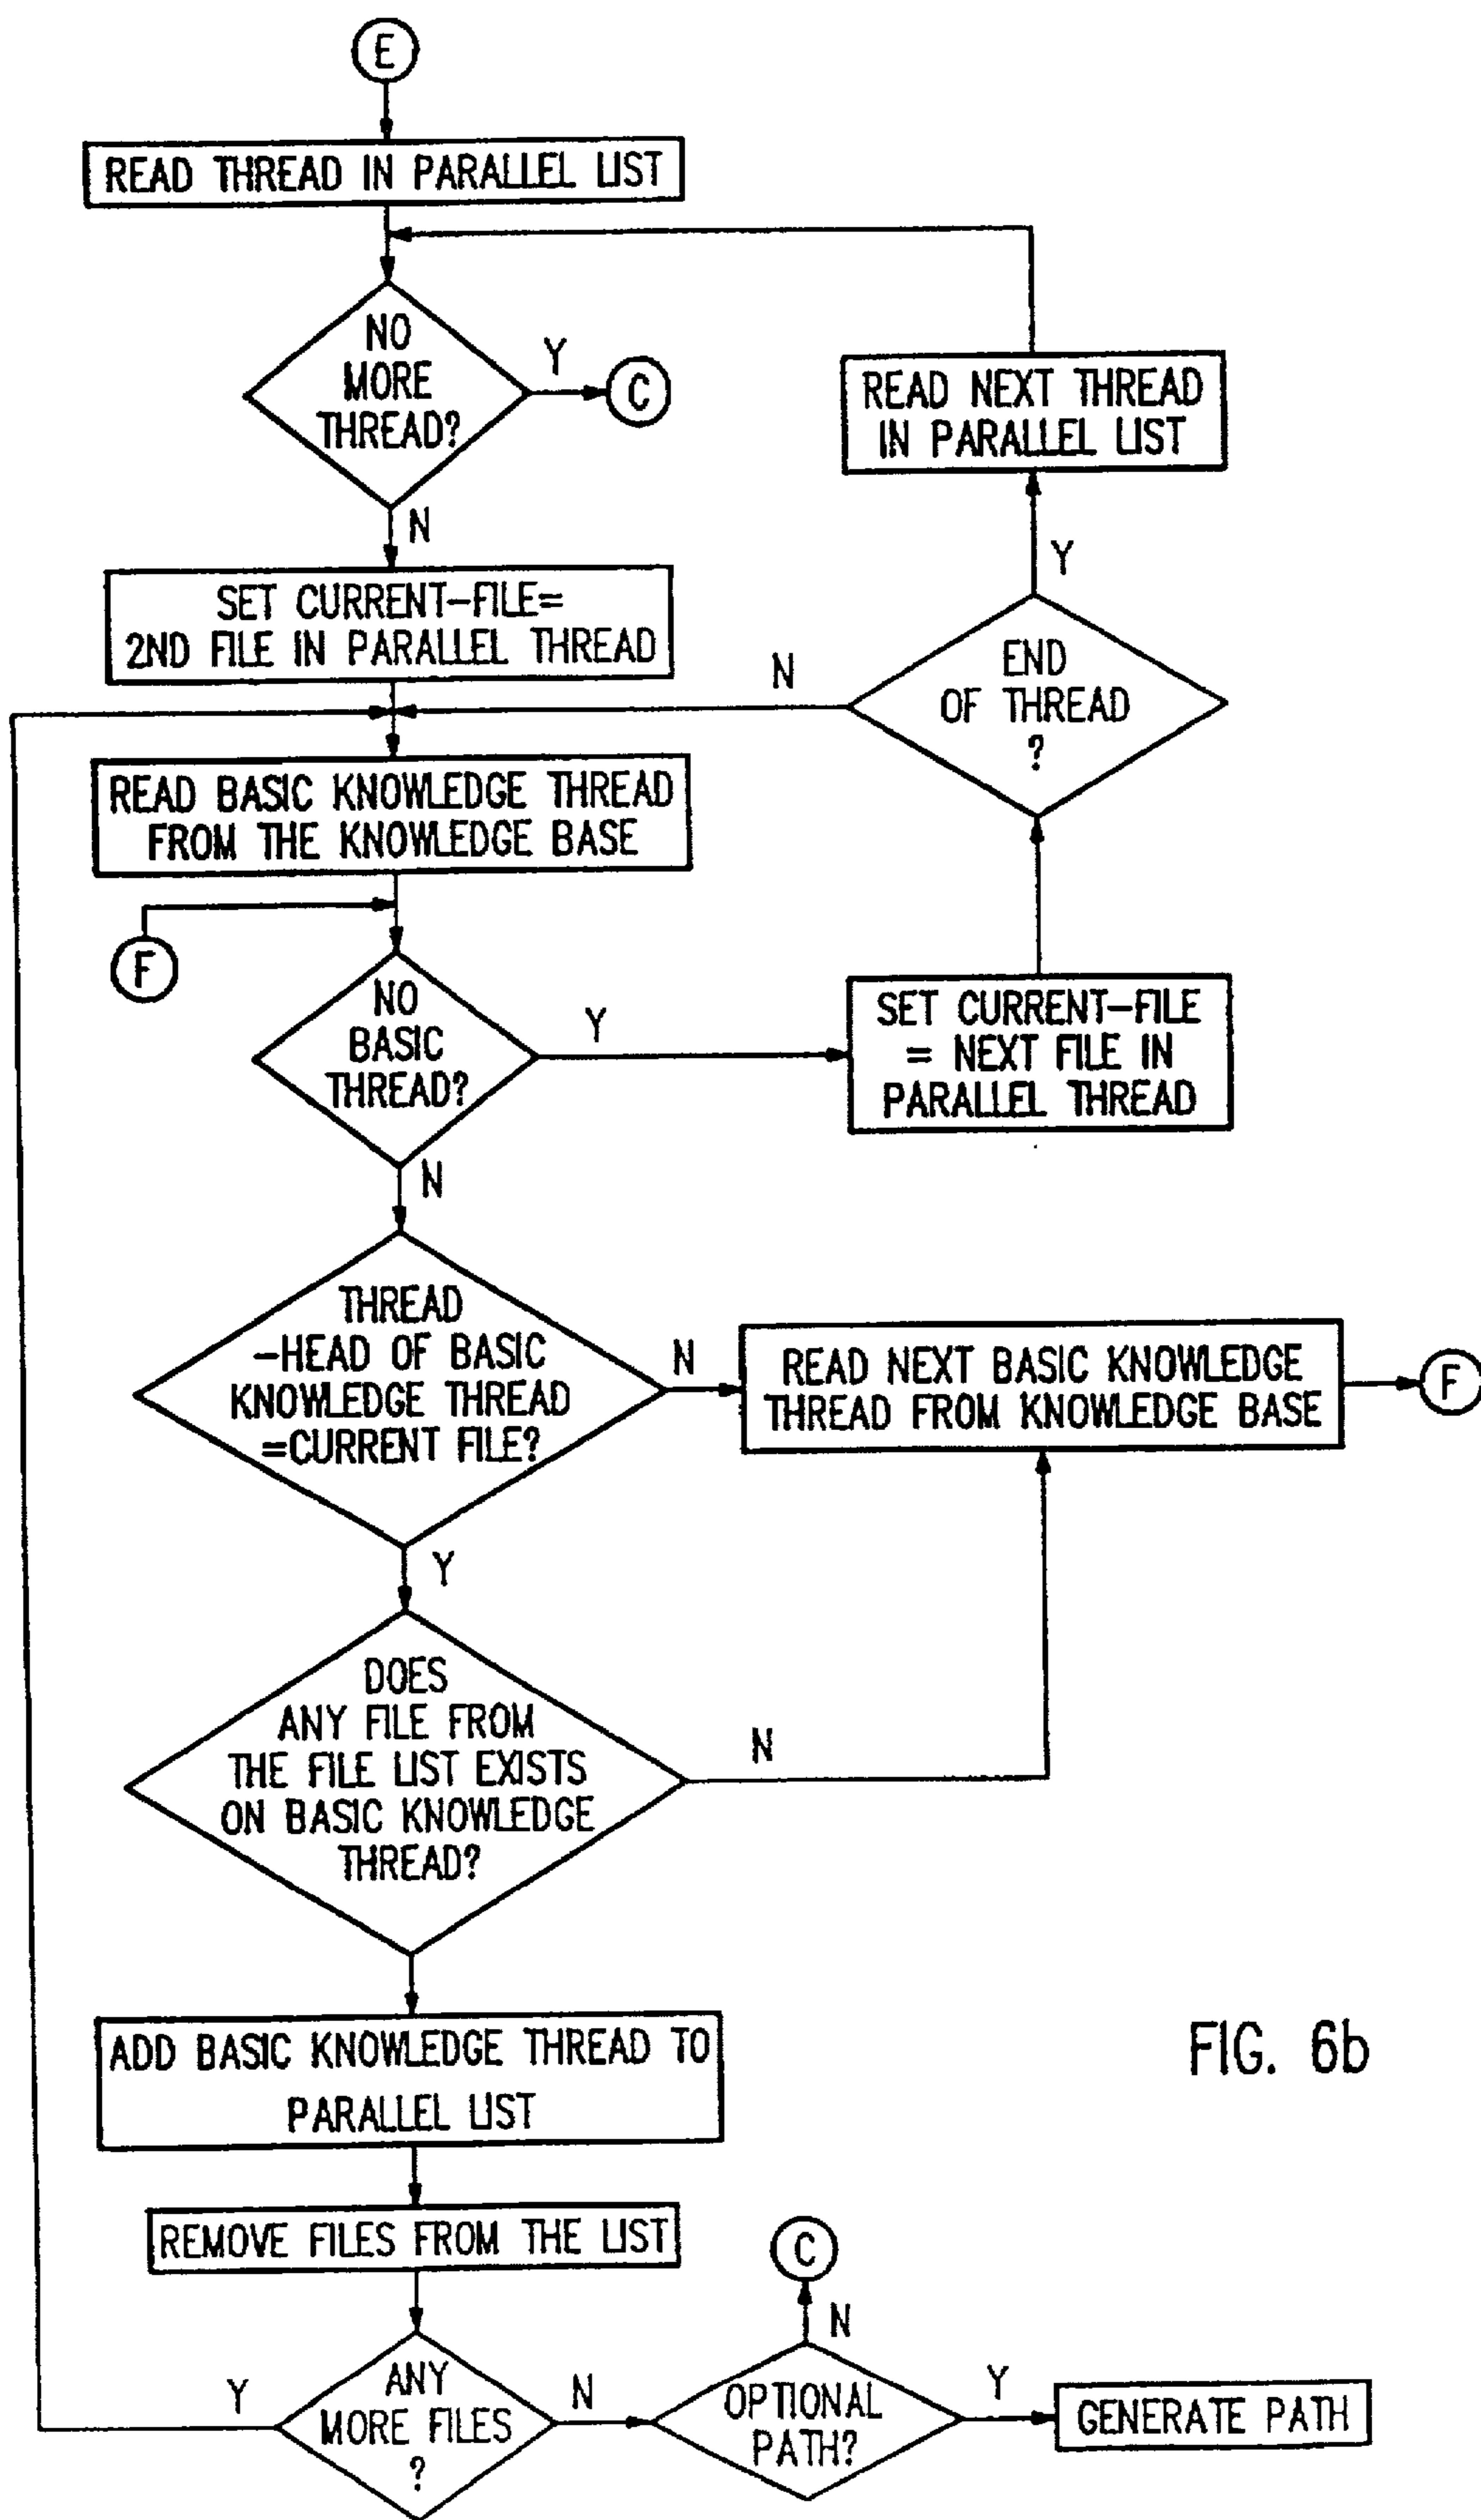 E
READ THREAD IN PARALLEL LIST
NO
MORE
THREAD?
Y
C
N
READ NEXT THREAD
IN PARALLEL LIST
Y
SET CURRENT-FILE=
2ND FILE IN PARALLEL THREAD
END
OF THREAD
?
N
READ BASIC KNOWLEDGE THREAD
FROM THE KNOWLEDGE BASE
F
NO
BASIC
THREAD?
Y
SET CURRENT-FILE
= NEXT FILE IN
PARALLEL THREAD
N
THREAD
-HEAD OF BASIC
KNOWLEDGE THREAD
=CURRENT FILE?
N
READ NEXT BASIC KNOWLEDGE
THREAD FROM KNOWLEDGE BASE
F
Y
DOES
ANY FILE FROM
THE FILE LIST EXISTS
ON BASIC KNOWLEDGE
THREAD?
N
ADD BASIC KNOWLEDGE THREAD TO
PARALLEL LIST
FIG. 6b
REMOVE FILES FROM THE LIST
C
N
Y
ANY
MORE FILES
?
N
OPTIONAL
PATH?
Y
GENERATE PATH